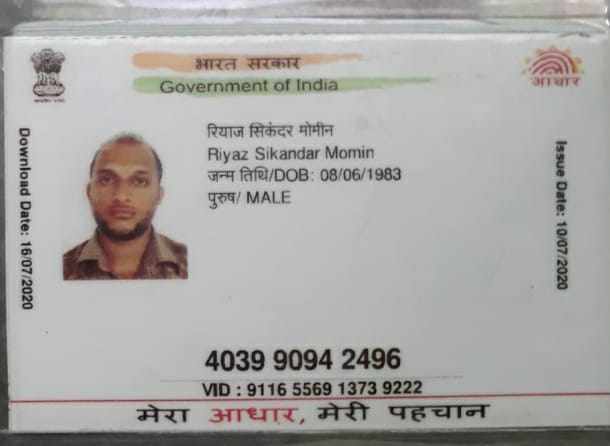 भारत सरकार
Government of India
आधार
Download Date: 16/07/2020
रियाज सिकंदर मोमीन
Riyaz Sikandar Momin
जन्म तिथि/DOB: 08/06/1983
पुरुष/ MALE
Issue Date: 10/07/2020
4039 9094 2496
VID : 9116 5569 1373 9222
मेरा आधार, मेरी पहचान